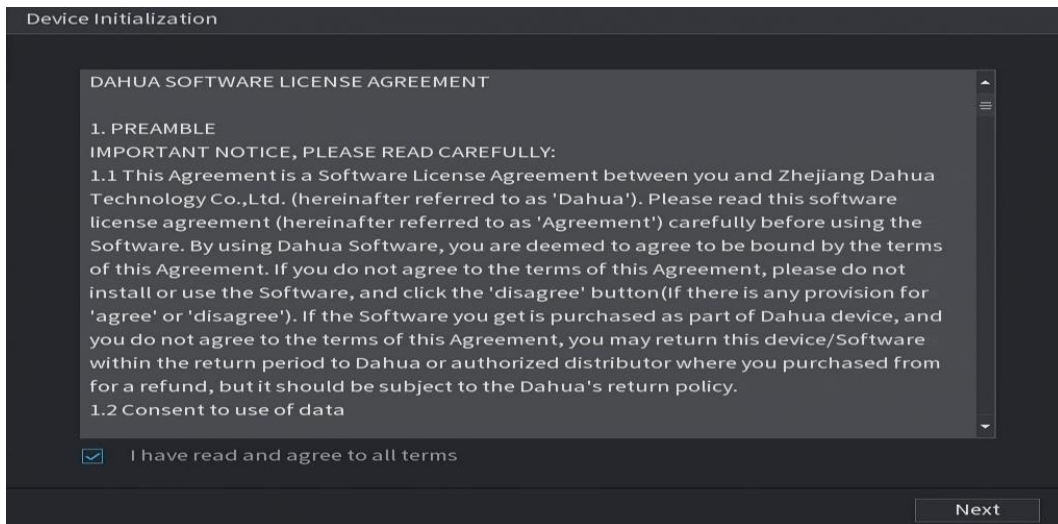 Device Initialization
DAHUA SOFTWARE LICENSE AGREEMENT
1. PREAMBLE
IMPORTANT NOTICE, PLEASE READ CAREFULLY:
1.1 This Agreement is a Software License Agreement between you and Zhejiang Dahua
Technology Co.,Ltd. (hereinafter referred to as 'Dahua'). Please read this software
license agreement (hereinafter referred to as 'Agreement') carefully before using the
Software. By using Dahua Software, you are deemed to agree to be bound by the terms
of this Agreement. If you do not agree to the terms of this Agreement, please do not
install or use the Software, and click the 'disagree' button(If there is any provision for
'agree' or 'disagree'). If the Software you get is purchased as part of Dahua device, and
you do not agree to the terms of this Agreement, you may return this device/Software
within the return period to Dahua or authorized distributor where you purchased from
for a refund, but it should be subject to the Dahua's return policy.
1.2 Consent to use of data
I have read and agree to all terms
Next